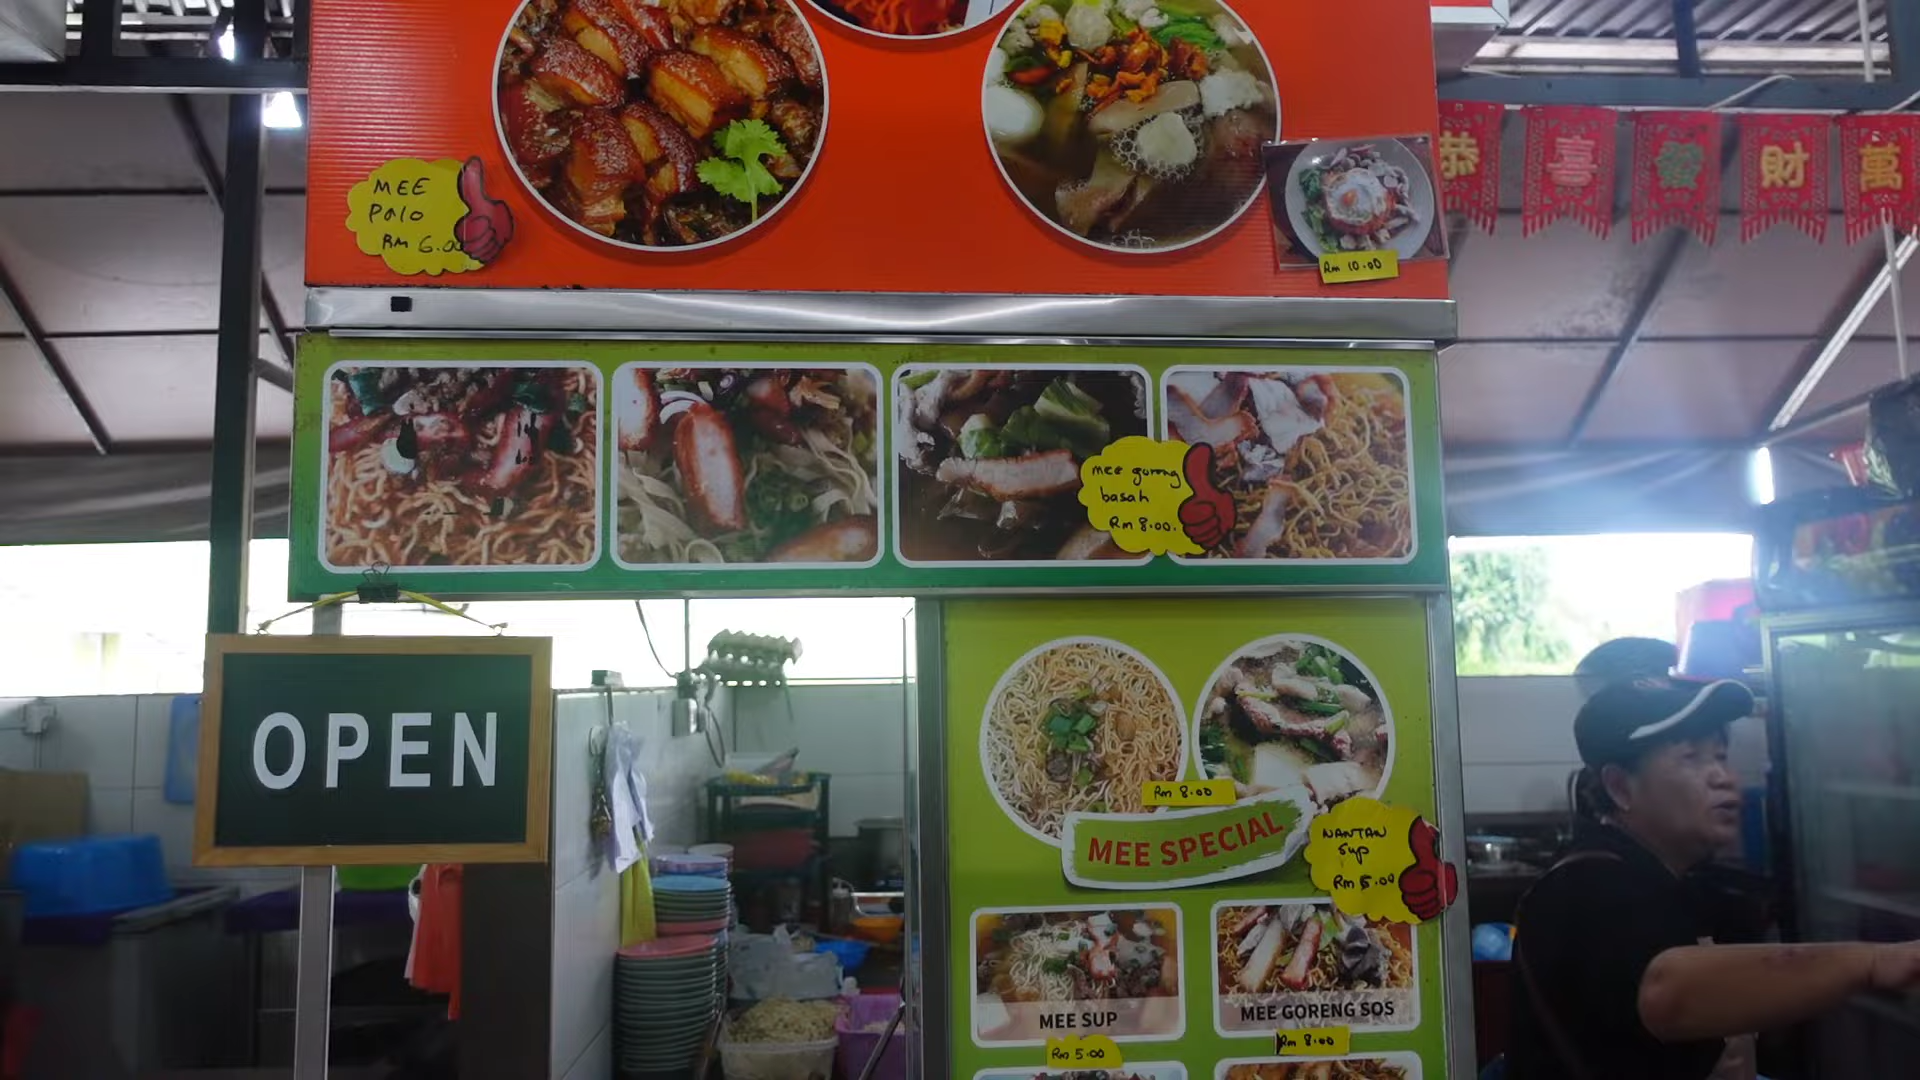 MEE
Palo
RM 6.00
RM 10.00
恭
喜
發
財
萬
mee goreng
basah
RM 8.00.
OPEN
RM 8.00
MEE SPECIAL
WANTAN
Sup
RM 5.00
MEE SUP
RM 5.00
MEE GORENG SOS
RM 8.00